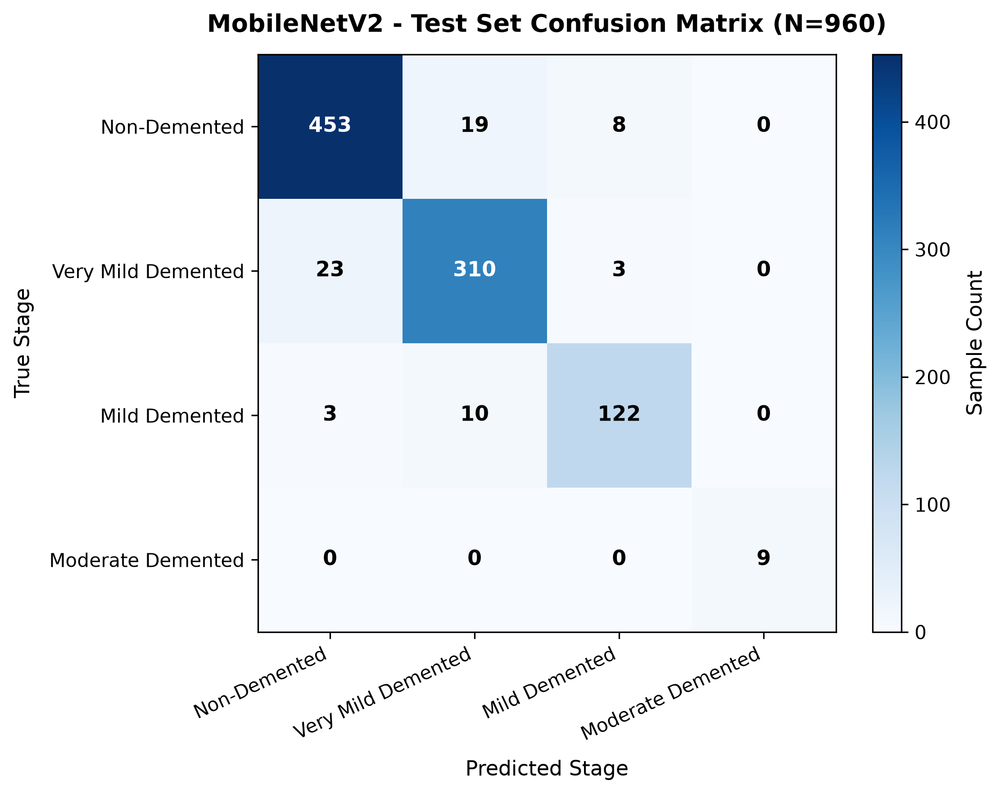 MobileNetV2 - Test Set Confusion Matrix (N=960)
True Stage
Non-Demented
453 19 8 0
Very Mild Demented
23 310 3 0
Mild Demented
3 10 122 0
Moderate Demented
0 0 0 9
Non-Demented
Very Mild Demented
Mild Demented
Moderate Demented
Predicted Stage
400
300
200
100
0
Sample Count